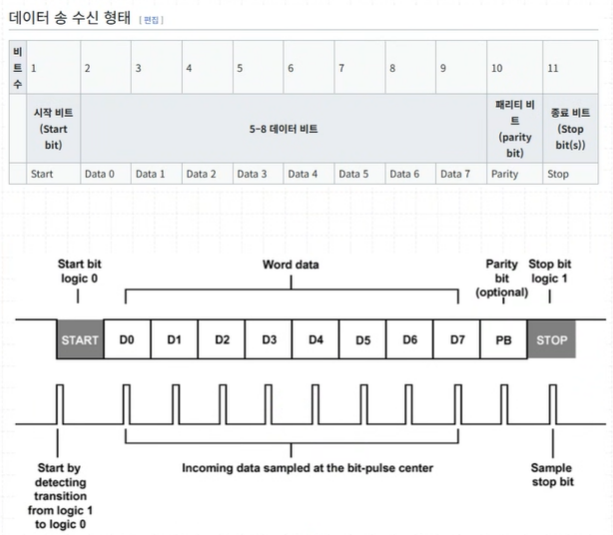 데이터 송 수신 형태 [편집]
비트수 1 2 3 4 5 6 7 8 9 10 11
시작 비트 (Start bit) 5-8 데이터 비트 패리티 비트 (parity bit) 종료 비트 (Stop bit(s))
Start Data 0 Data 1 Data 2 Data 3 Data 4 Data 5 Data 6 Data 7 Parity Stop
Start bit logic 0
Word data
Parity bit (optional)
Stop bit logic 1
START D0 D1 D2 D3 D4 D5 D6 D7 PB STOP
Start by detecting transition from logic 1 to logic 0
Incoming data sampled at the bit-pulse center
Sample stop bit